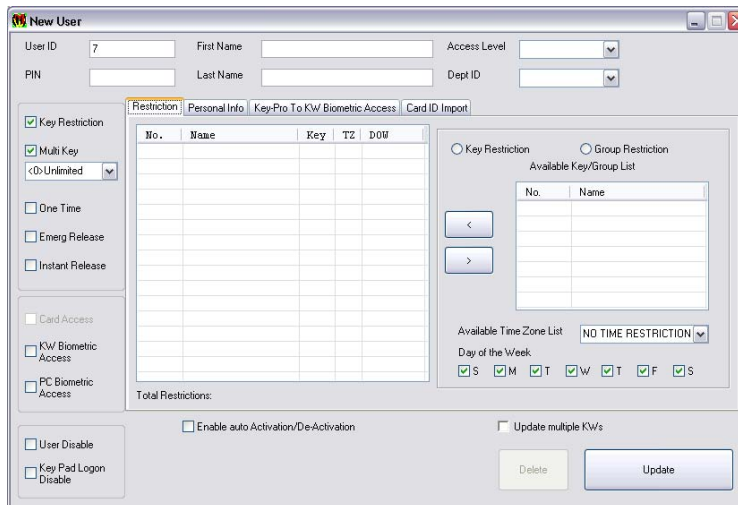 New User
User ID 7 First Name Access Level
PIN Last Name Dept ID
Restriction Personal Info Key-Pro To KW Biometric Access Card ID Import
Key Restriction
Multi Key
<0>Unlimited
One Time
Emerg Release
Instant Release
Card Access
KW Biometric
Access
PC Biometric
Access
User Disable
Key Pad Logon
Disable
No. Name Key TZ DOW
Total Restrictions:
Key Restriction Group Restriction
Available Key/Group List
No. Name
<
>
Available Time Zone List NO TIME RESTRICTION
Day of the Week
S M T W T F S
Enable auto Activation/De-Activation Update multiple KWs
Delete Update